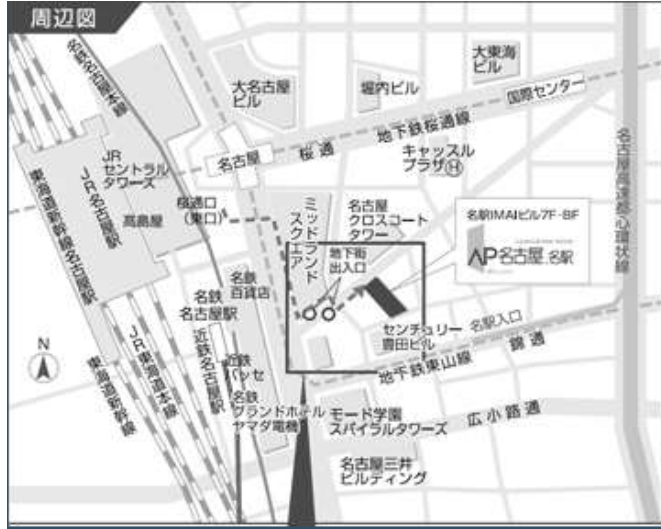 周辺図
名鉄名古屋本線
大名古屋
ビル
堀内ビル
大東海
ビル
国際センター
地下鉄桜通線
桜通
名古屋
キャッスル
プラザⒽ
名古屋高速都心環状線
JR
セントラル
タワーズ
JR名古屋駅
東海道新幹線名古屋駅
高島屋
桜通口
(東口)
ミッドランド
スクエア
名古屋
クロスコート
タワー
地下街
出入口
名駅IMAIビル7F・8F
AP名古屋.名駅
名鉄
百貨店
名鉄
名古屋駅
近鉄名古屋駅
近鉄
パッセ
センチュリー
豊田ビル
名駅入口
錦通
地下鉄東山線
N
JR東海道本線
東海道新幹線
名鉄
グランドホテル
ヤマダ電機
モード学園
スパイラルタワーズ
広小路通
名古屋三井
ビルディング